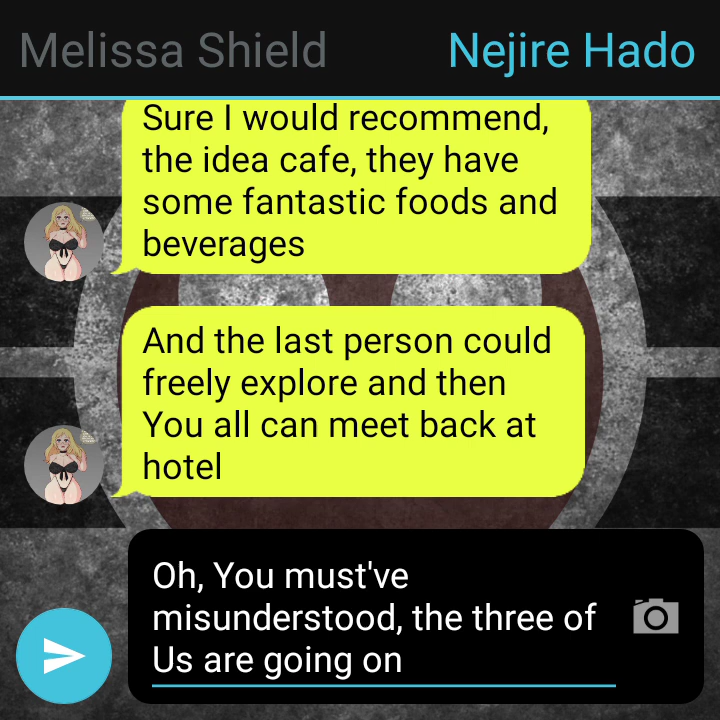 Melissa Shield
Nejire Hado
Sure I would recommend,
the idea cafe, they have
some fantastic foods and
beverages
And the last person could
freely explore and then
You all can meet back at
hotel
Oh, You must've
misunderstood, the three of
Us are going on